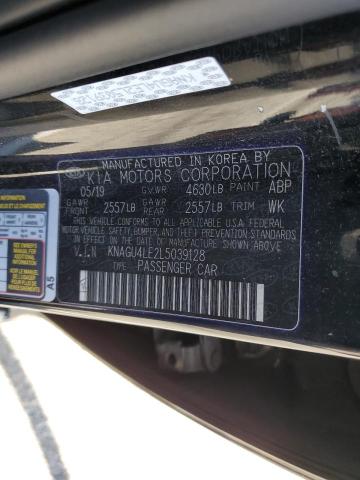 KNAGU4LE2L5039128
MANUFACTURED IN KOREA BY
KIA MOTORS CORPORATION
05/19 GVWR 4630LB PAINT ABP
GAWR GAWR
FRONT 2557LB REAR 2557LB TRIM WK
THIS VEHICLE CONFORMS TO ALL APPLICABLE U.S.A FEDERAL
MOTOR VEHICLE SAFETY, BUMPER, AND THEFT PREVENTION STANDARDS
IN EFFECT ON THE DATE OF MANUFACTURE SHOWN ABOVE.
V.I.N KNAGU4LE2L5039128
TYPE: PASSENGER CAR
A5